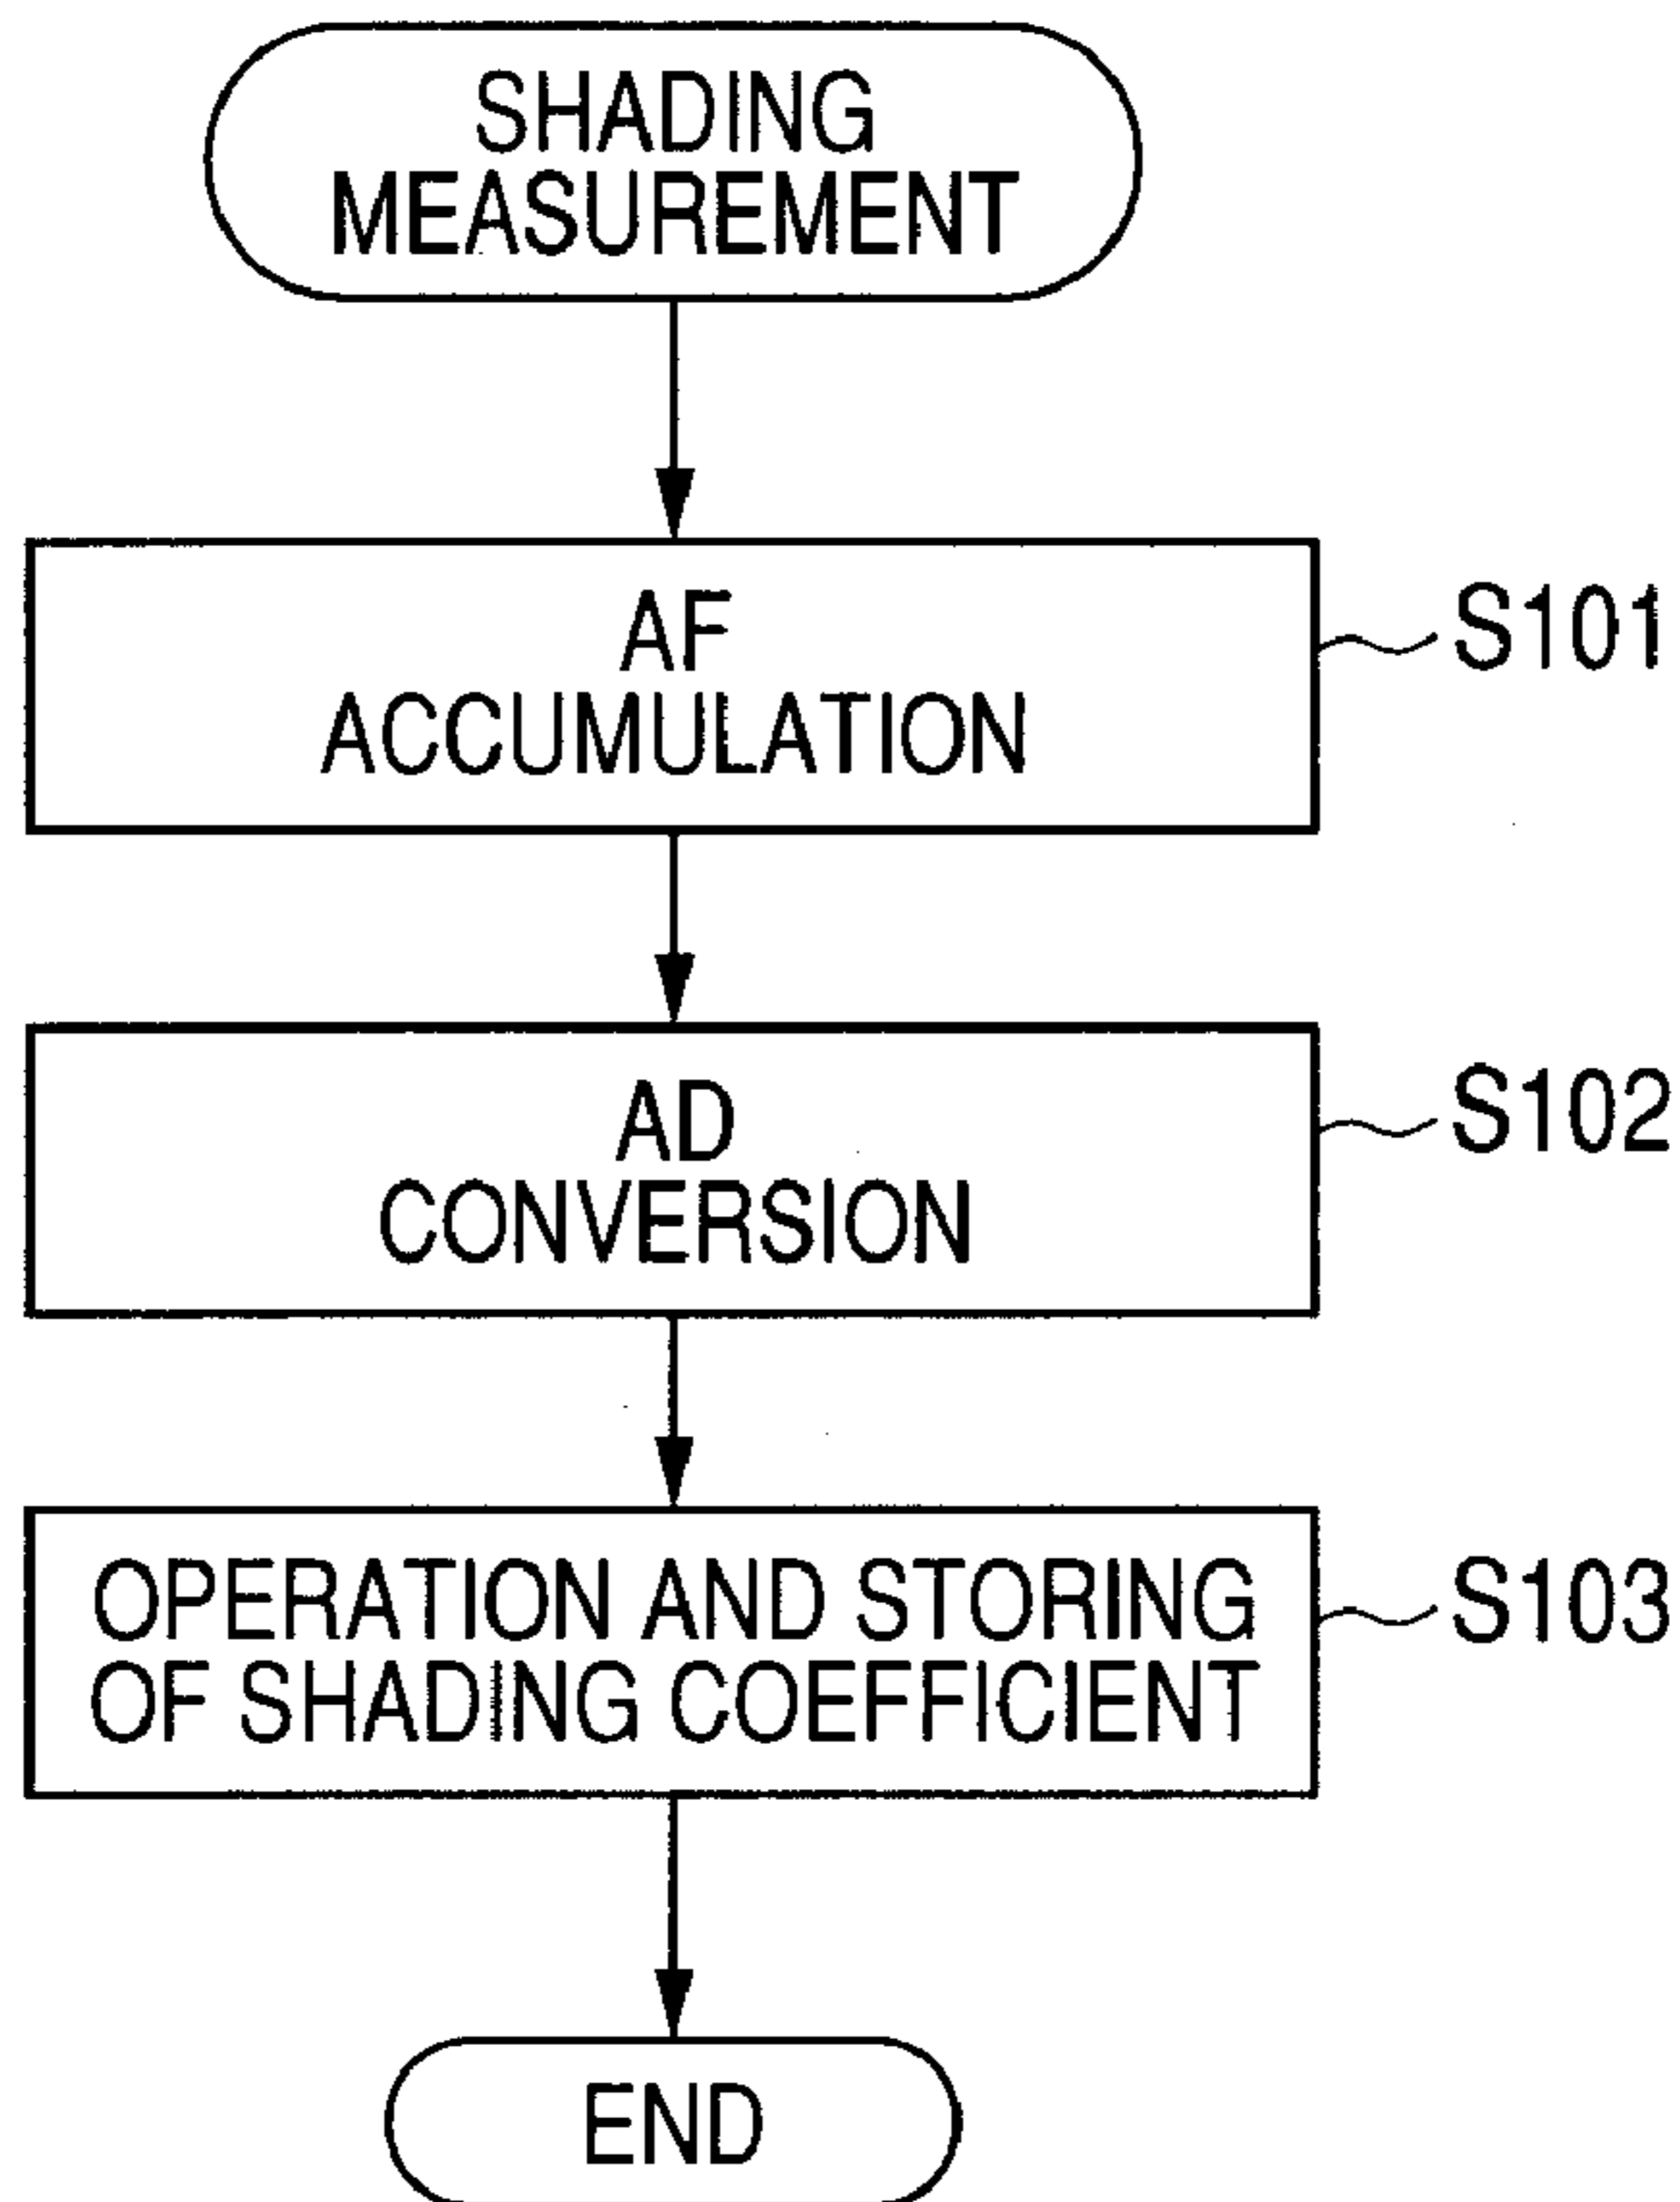 SHADING
MEASUREMENT
AF
ACCUMULATION
S101
AD
CONVERSION
S102
OPERATION AND STORING
OF SHADING COEFFICIENT
S103
END